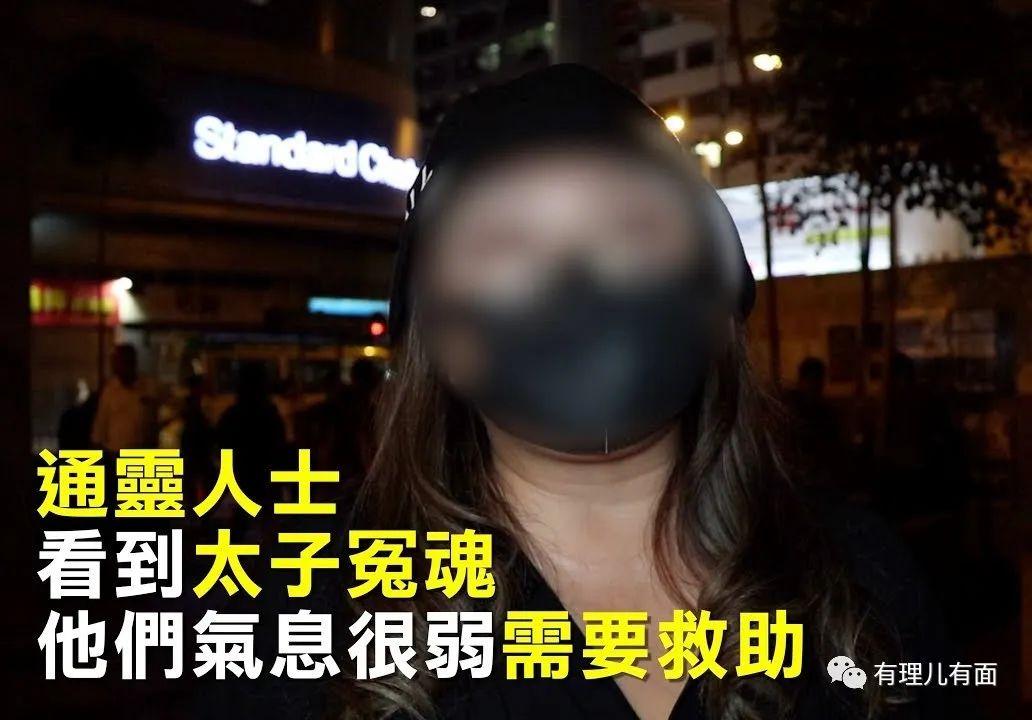 Standard Cha
通靈人士
看到太子冤魂
他們氣息很弱需要救助
有理儿有面